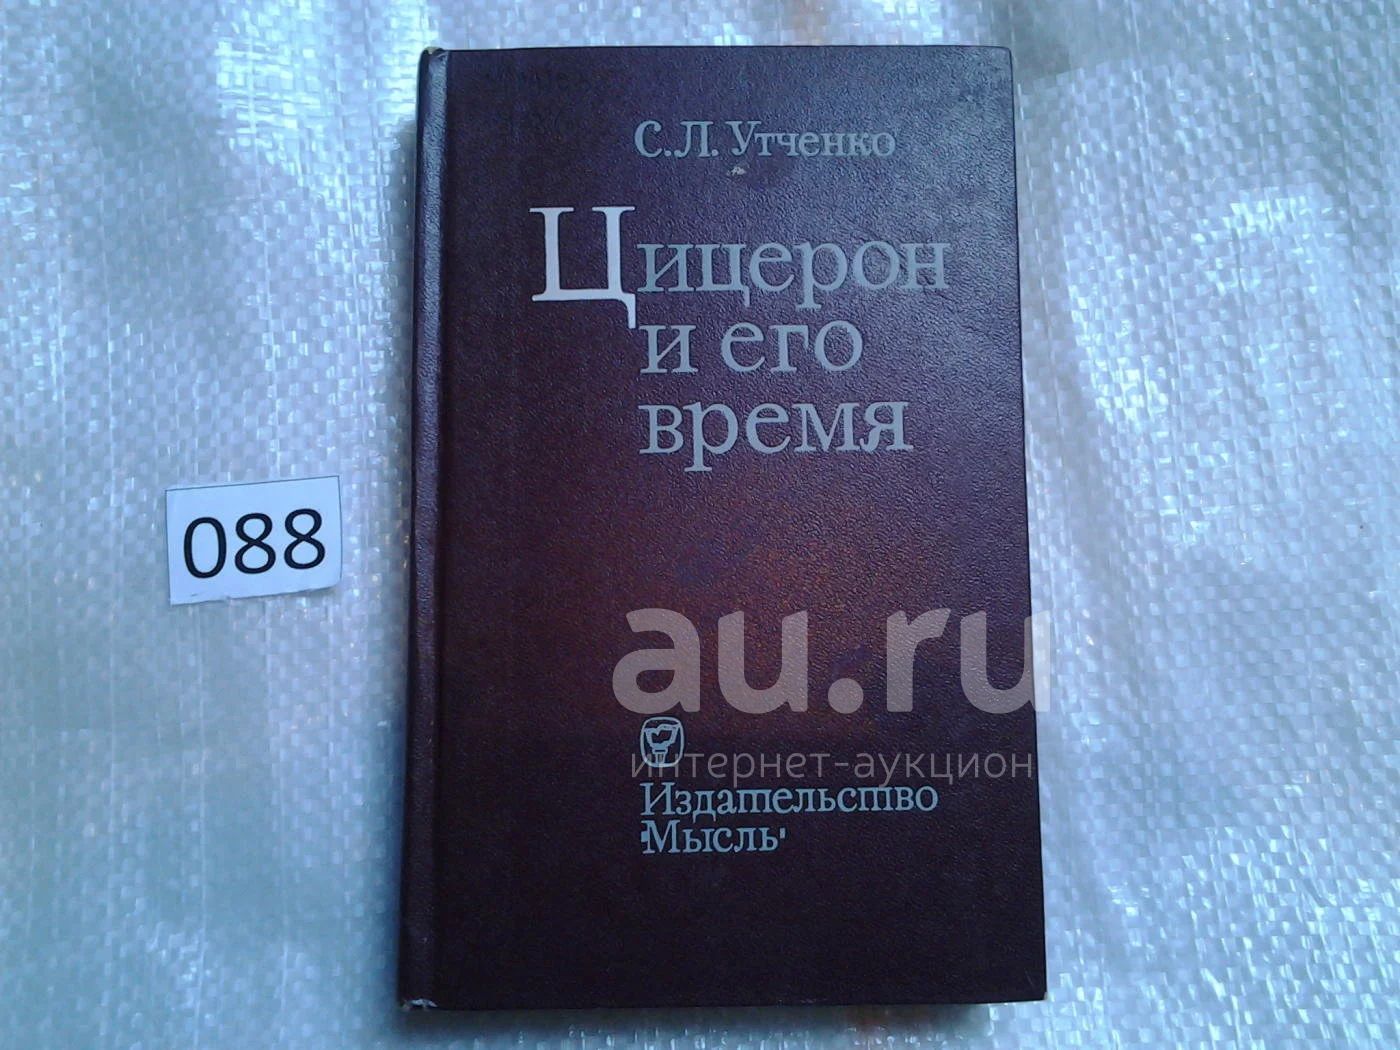 С.Л. Утченко
Цицерон
и его
время
088
au.ru
интернет-аукцион
Издательство
"Мысль"